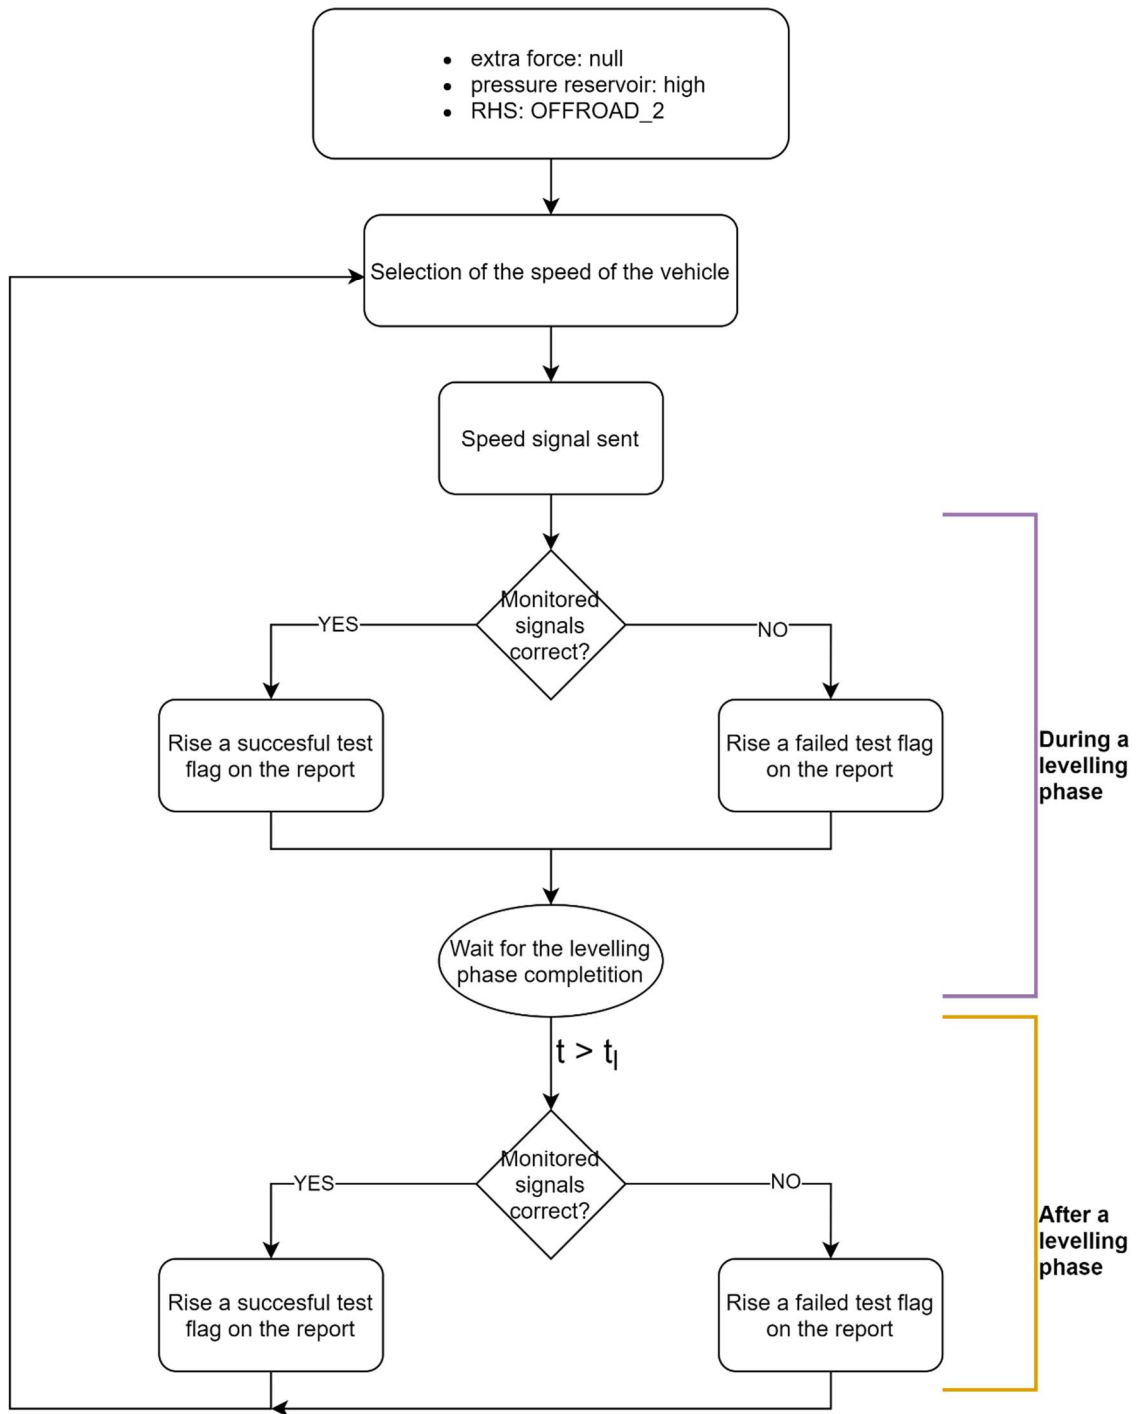 • extra force: null
• pressure reservoir: high
• RHS: OFFROAD_2
Selection of the speed of the vehicle
Speed signal sent
Monitored
signals
correct?
YES
NO
Rise a succesful test
flag on the report
Rise a failed test flag
on the report
During a
levelling
phase
Wait for the levelling
phase completition
t > tl
Monitored
signals
correct?
YES
NO
After a
levelling
phase
Rise a succesful test
flag on the report
Rise a failed test flag
on the report